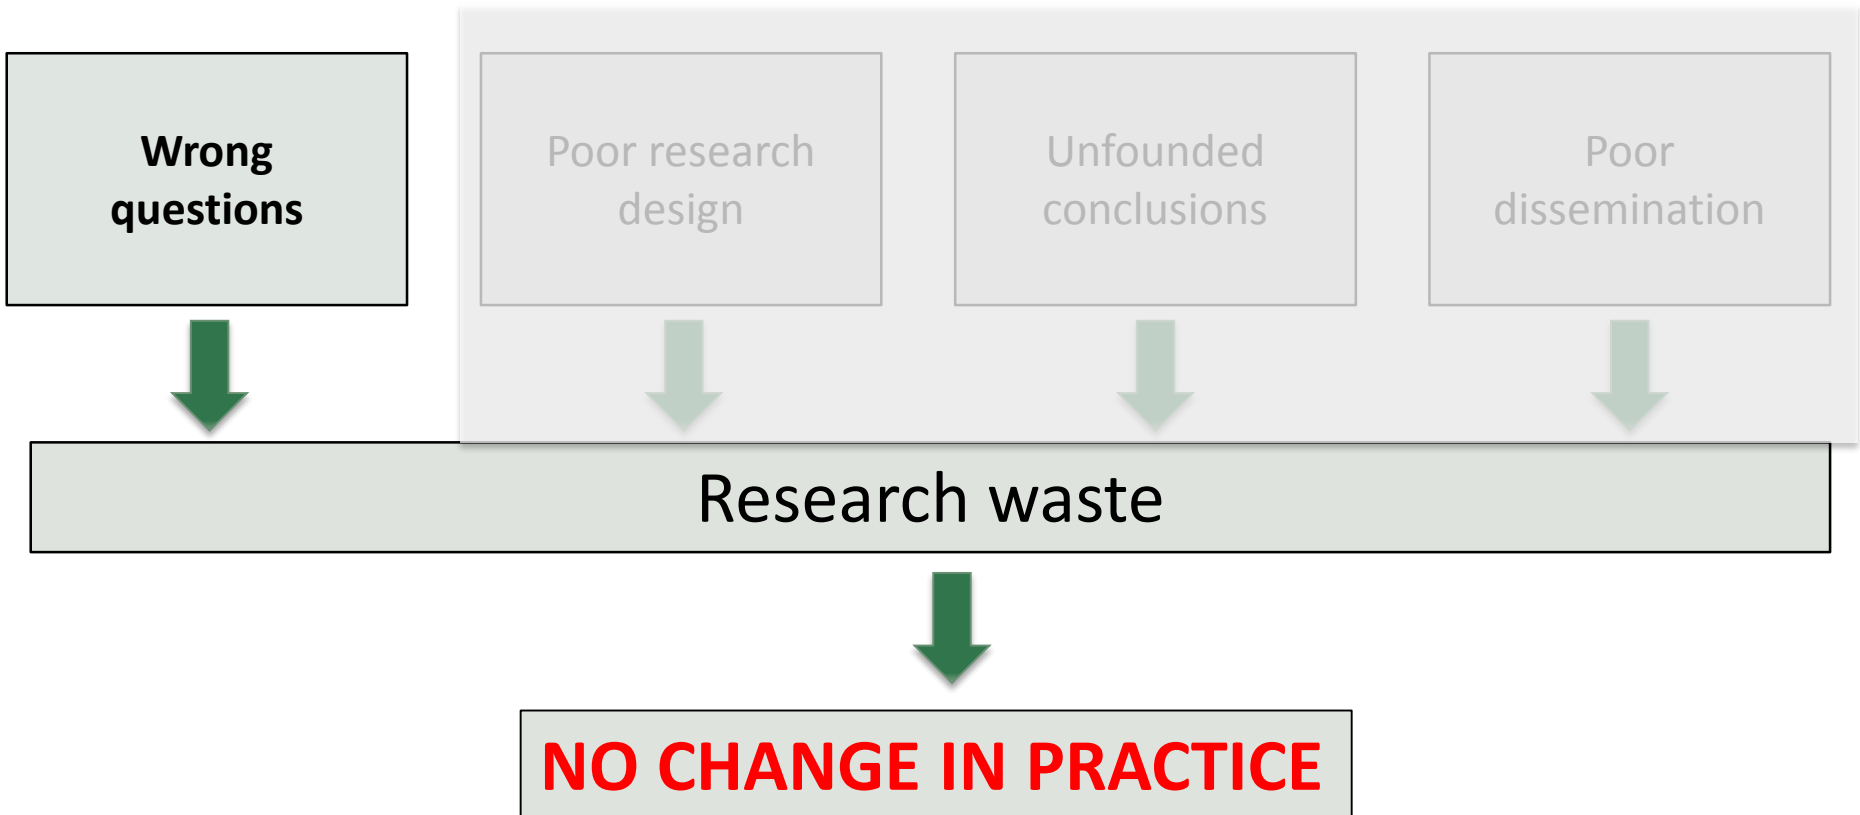 Wrong
questions
Poor research
design
Unfounded
conclusions
Poor
dissemination
Research waste
NO CHANGE IN PRACTICE